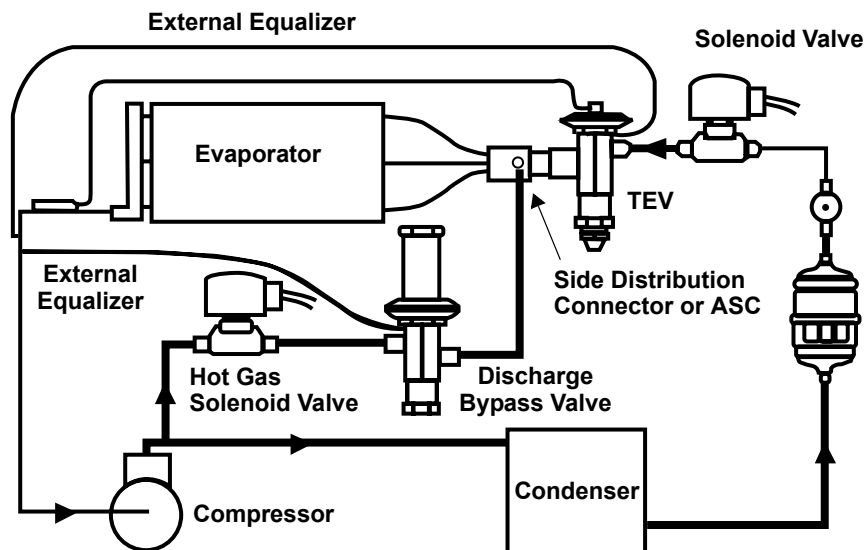 External Equalizer
Solenoid Valve
Evaporator
TEV
External
Equalizer
Side Distribution
Connector or ASC
Hot Gas
Solenoid Valve
Discharge
Bypass Valve
Condenser
Compressor